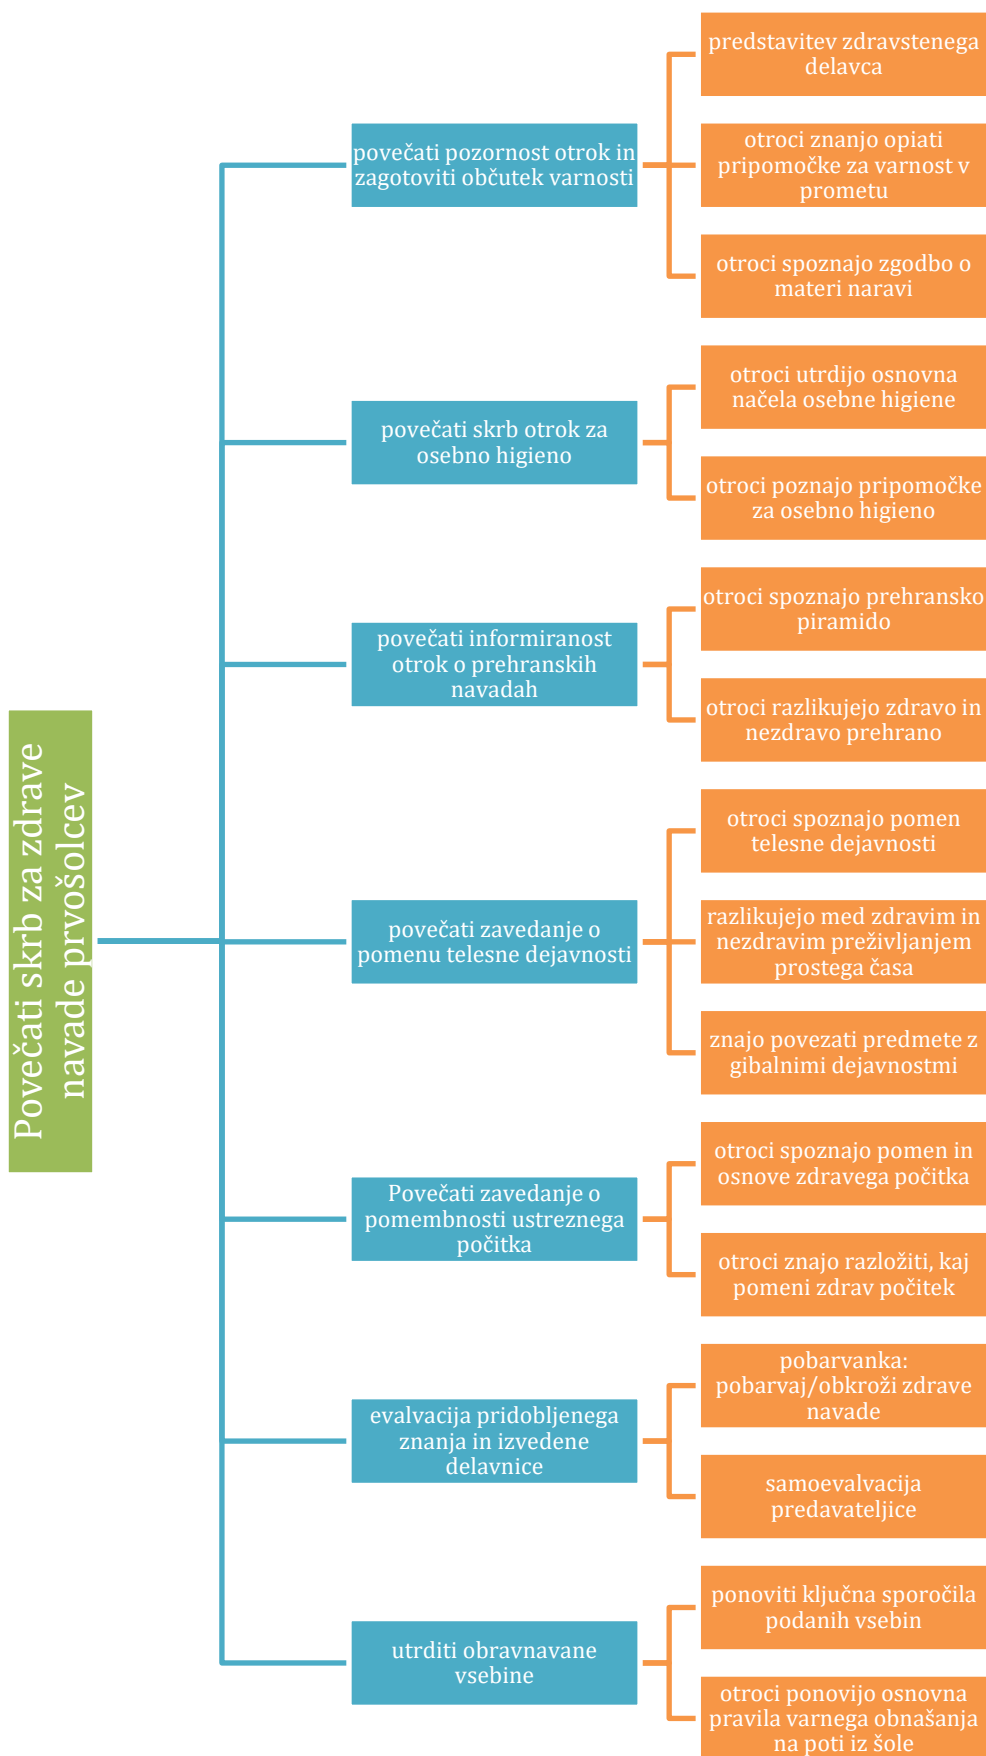 Povečati skrb za zdrave
navade prvošolcev
povečati pozornost otrok in
zagotoviti občutek varnosti
predstavitev zdravstenega
delavca
otroci znanjo opiati
pripomočke za varnost v
prometu
otroci spoznajo zgodbo o
materi naravi
povečati skrb otrok za
osebno higieno
otroci utrdijo osnovna
načela osebne higiene
otroci poznajo pripomočke
za osebno higieno
povečati informiranost
otrok o prehranskih
navadah
otroci spoznajo prehransko
piramido
otroci razlikujejo zdravo in
nezdravo prehrano
povečati zavedanje o
pomenu telesne dejavnosti
otroci spoznajo pomen
telesne dejavnosti
razlikujejo med zdravim in
nezdravim preživljanjem
prostega časa
znajo povezati predmete z
gibalnimi dejavnostmi
Povečati zavedanje o
pomembnosti ustreznega
počitka
otroci spoznajo pomen in
osnove zdravega počitka
otroci znajo razložiti, kaj
pomeni zdrav počitek
evalvacija pridobljenega
znanja in izvedene
delavnice
pobarvanka:
pobarvaj/obkroži zdrave
navade
samoevalvacija
predavateljice
utrditi obravnavane
vsebine
ponoviti ključna sporočila
podanih vsebin
otroci ponovijo osnovna
pravila varnega obnašanja
na poti iz šole